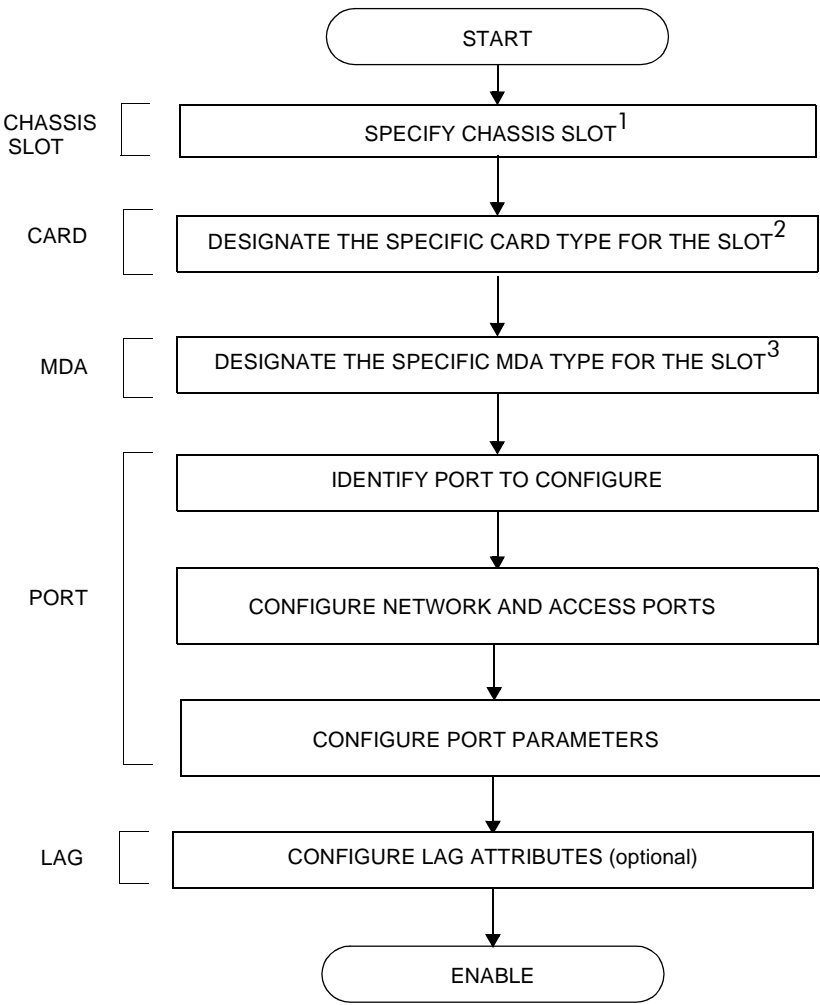 START
CHASSIS
SLOT
SPECIFY CHASSIS SLOT1
CARD
DESIGNATE THE SPECIFIC CARD TYPE FOR THE SLOT2
MDA
DESIGNATE THE SPECIFIC MDA TYPE FOR THE SLOT3
IDENTIFY PORT TO CONFIGURE
PORT
CONFIGURE NETWORK AND ACCESS PORTS
CONFIGURE PORT PARAMETERS
LAG
CONFIGURE LAG ATTRIBUTES (optional)
ENABLE